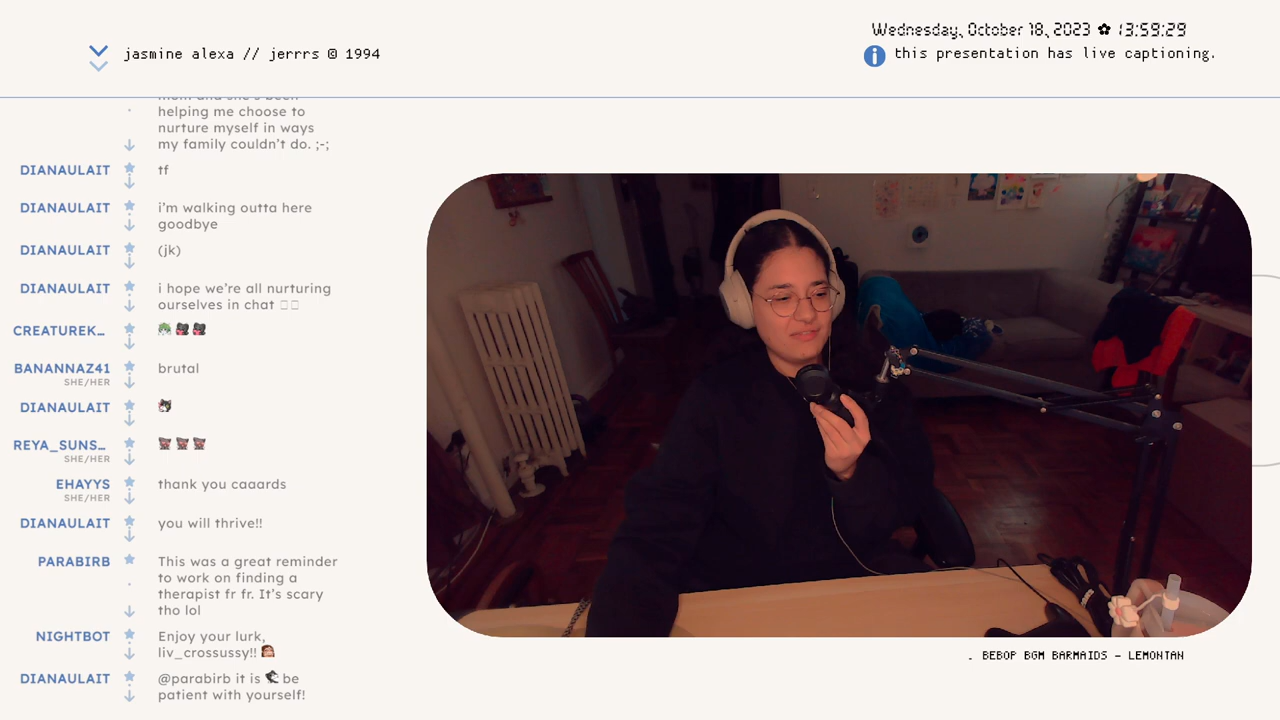 Wednesday, October 18, 2023 ✿ 13:59:29
jasmine alexa // jerrrs © 1994
this presentation has live captioning.
mom and she's been
helping me choose to
nurture myself in ways
my family couldn't do. ;-;
DIANAULAIT tf
DIANAULAIT i'm walking outta here
goodbye
DIANAULAIT (jk)
DIANAULAIT i hope we're all nurturing
ourselves in chat
CREATUREK…
BANANNAZ41 brutal
SHE/HER
DIANAULAIT
REYA_SUNS…
SHE/HER
EHAYYS thank you caaards
SHE/HER
DIANAULAIT you will thrive!!
PARABIRB This was a great reminder
to work on finding a
therapist fr fr. It's scary
tho lol
NIGHTBOT Enjoy your lurk,
liv_crossussy!!
DIANAULAIT @parabirb it is be
patient with yourself!
. BEBOP BGM BARMAIDS - LEMONTAN